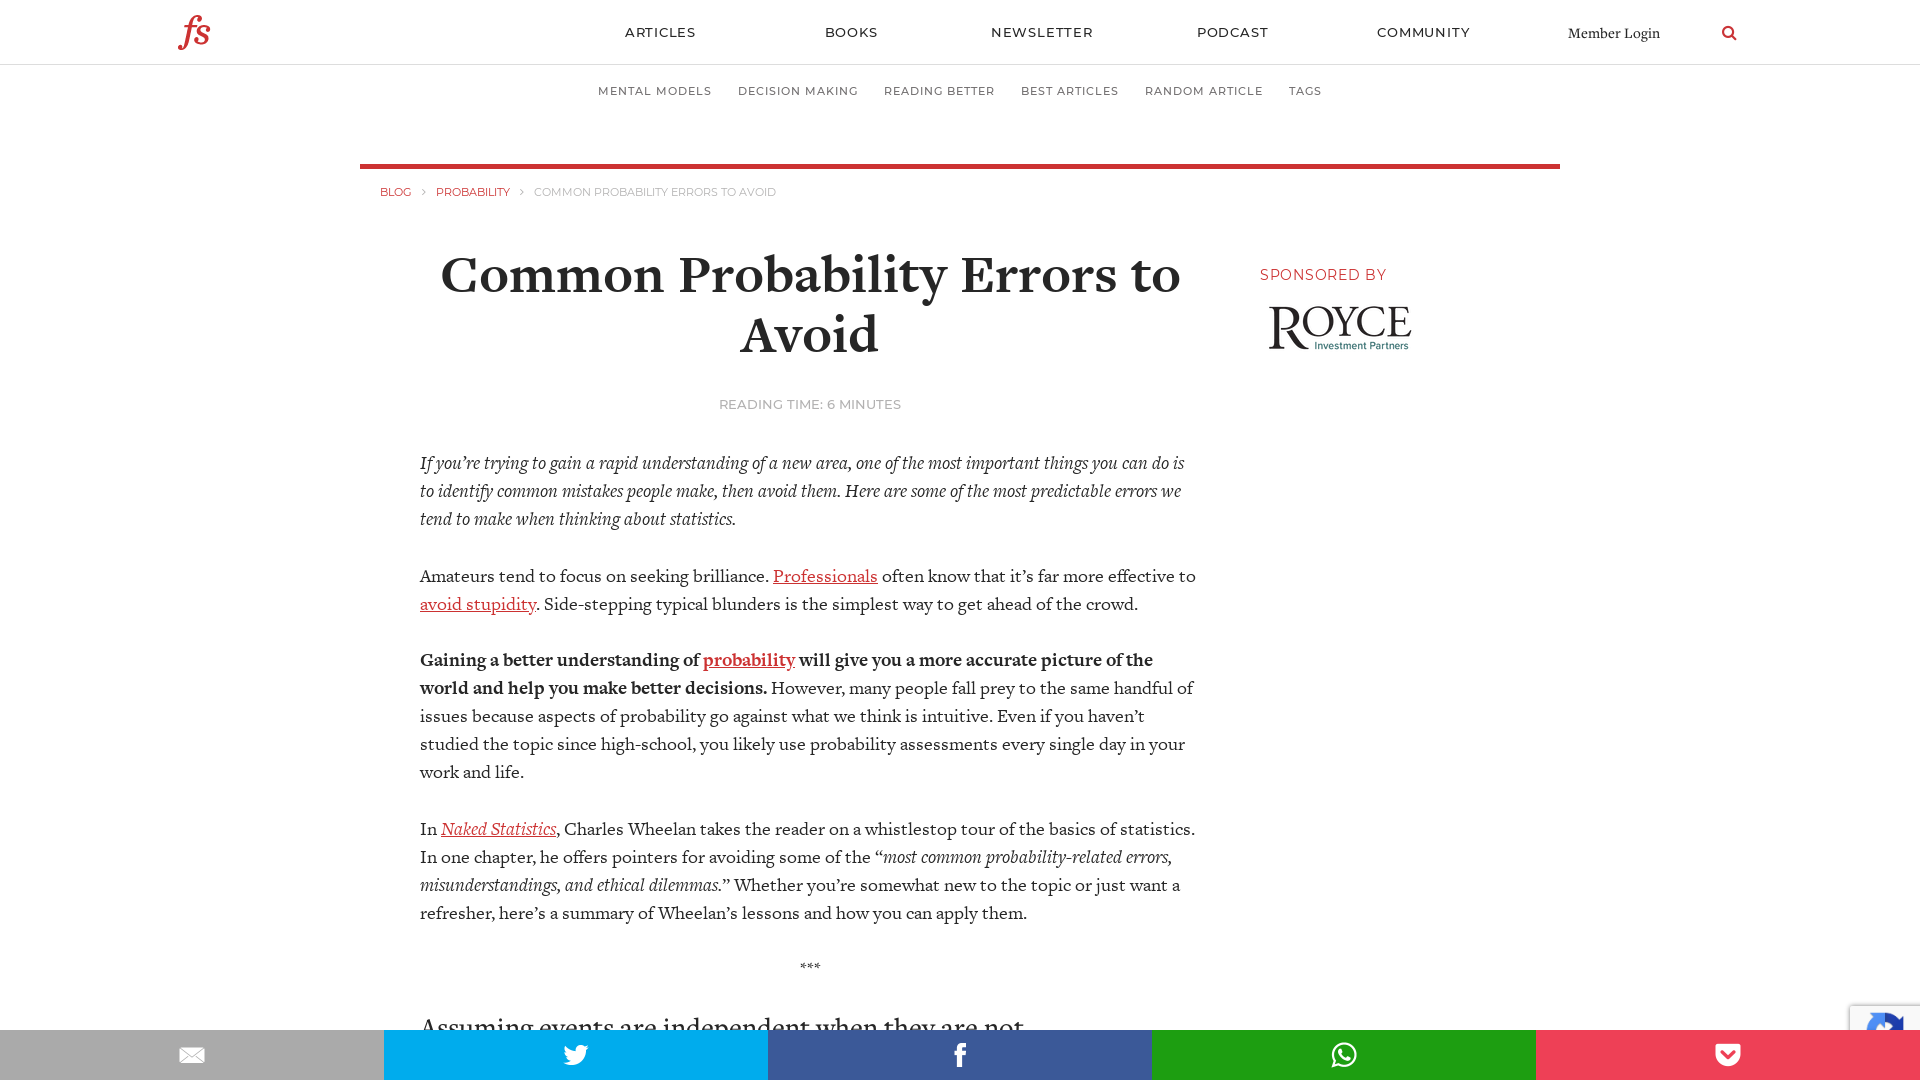 fs
ARTICLES
BOOKS
NEWSLETTER
PODCAST
COMMUNITY
Member Login
MENTAL MODELS
DECISION MAKING
READING BETTER
BEST ARTICLES
RANDOM ARTICLE
TAGS
BLOG > PROBABILITY > COMMON PROBABILITY ERRORS TO AVOID
Common Probability Errors to
Avoid
READING TIME: 6 MINUTES
SPONSORED BY
ROYCE
Investment Partners
If you’re trying to gain a rapid understanding of a new area, one of the most important things you can do is
to identify common mistakes people make, then avoid them. Here are some of the most predictable errors we
tend to make when thinking about statistics.
Amateurs tend to focus on seeking brilliance. Professionals often know that it’s far more effective to
avoid stupidity. Side-stepping typical blunders is the simplest way to get ahead of the crowd.
Gaining a better understanding of probability will give you a more accurate picture of the
world and help you make better decisions. However, many people fall prey to the same handful of
issues because aspects of probability go against what we think is intuitive. Even if you haven’t
studied the topic since high-school, you likely use probability assessments every single day in your
work and life.
In Naked Statistics, Charles Wheelan takes the reader on a whistlestop tour of the basics of statistics.
In one chapter, he offers pointers for avoiding some of the “most common probability-related errors,
misunderstandings, and ethical dilemmas.” Whether you’re somewhat new to the topic or just want a
refresher, here’s a summary of Wheelan’s lessons and how you can apply them.
***
Assuming events are independent when they are not